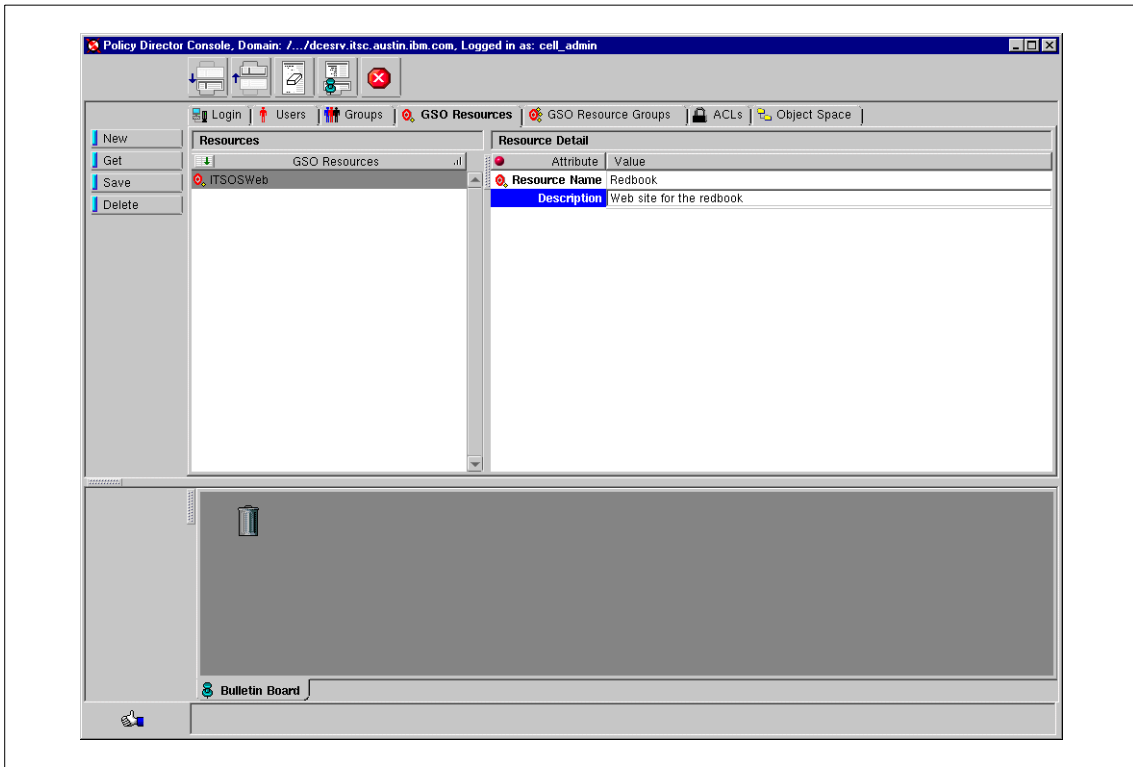 Policy Director Console, Domain: /.../dcesrv.itsc.austin.ibm.com, Logged in as: cell_admin
Login Users Groups GSO Resources GSO Resource Groups ACLs Object Space
New
Get
Save
Delete
Resources
GSO Resources
ITSOSWeb
Resource Detail
Attribute Value
Resource Name Redbook
Description Web site for the redbook
Bulletin Board